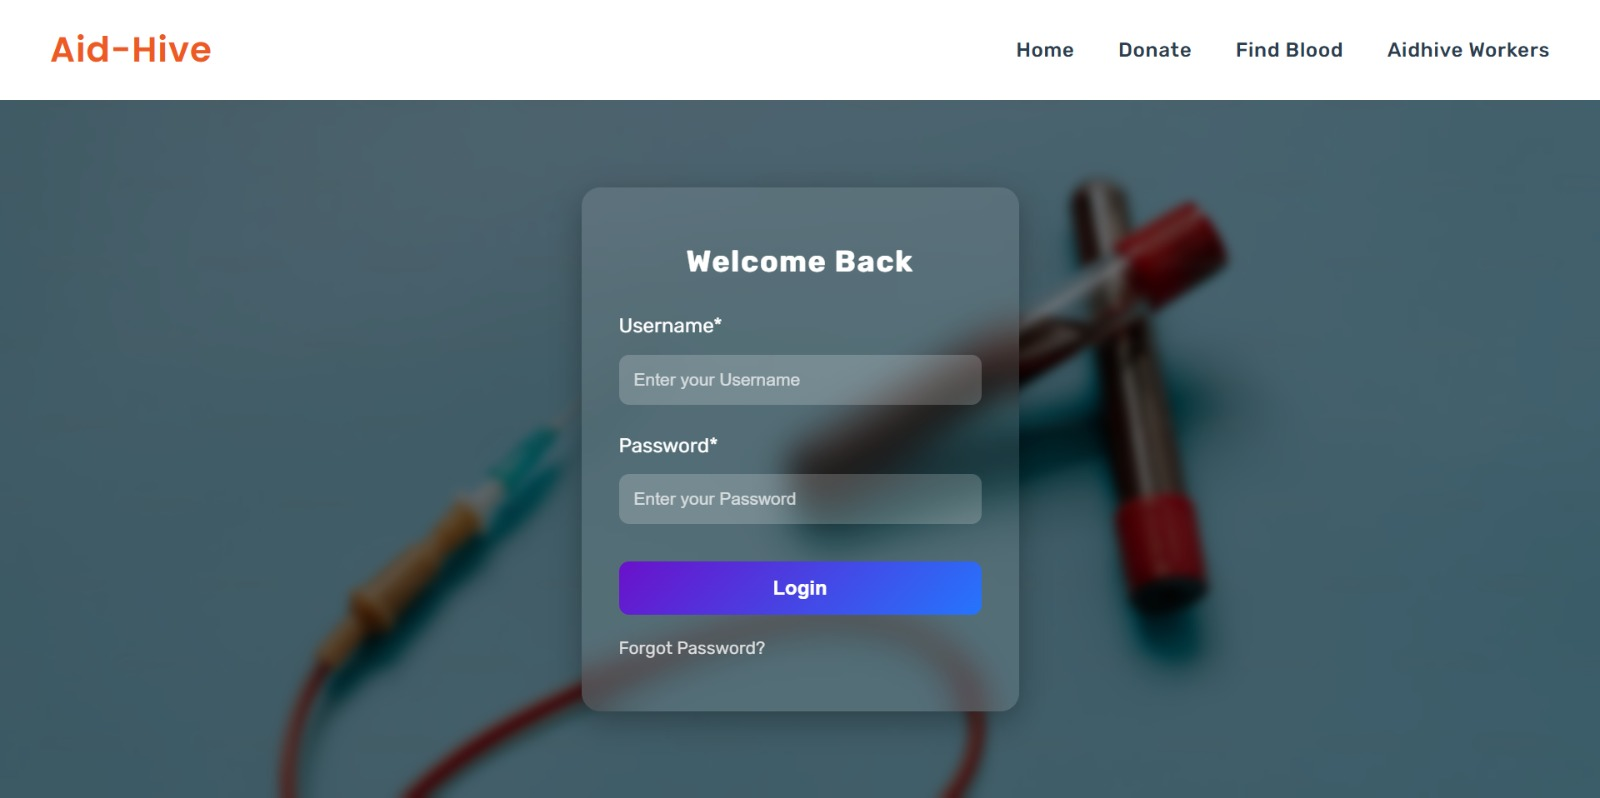 Aid-Hive
Home Donate Find Blood Aidhive Workers
Welcome Back
Username*
Enter your Username
Password*
Enter your Password
Login
Forgot Password?